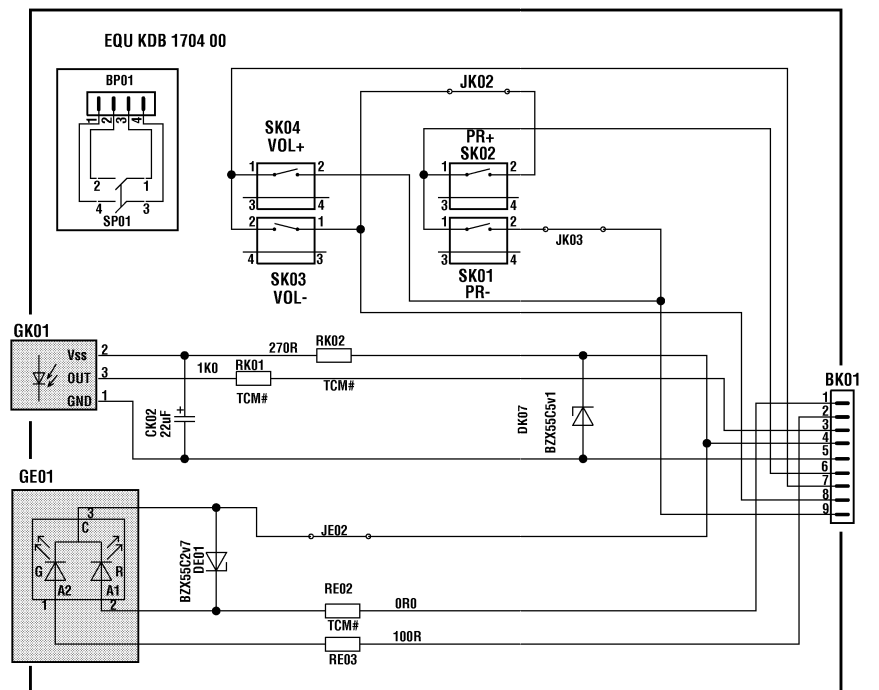 EQU KDB 1704 00
BP01
1 2 3 4
2 1
4 3
SP01
JK02
SK04
VOL+
1 2
3 4
2 1
4 3
SK03
VOL-
PR+
SK02
1 2
3 4
1 2
3 4
SK01
PR-
JK03
GK01
Vss 2
OUT 3
GND 1
270R
RK02
TCM#
1K0
RK01
TCM#
CK02
22uF
+
DK07
BZX55C5v1
BK01
1
2
3
4
5
6
7
8
9
GE01
3
C
G
R
A2
A1
1
2
BZX55C2v7
DE01
JE02
RE02
0R0
TCM#
100R
RE03